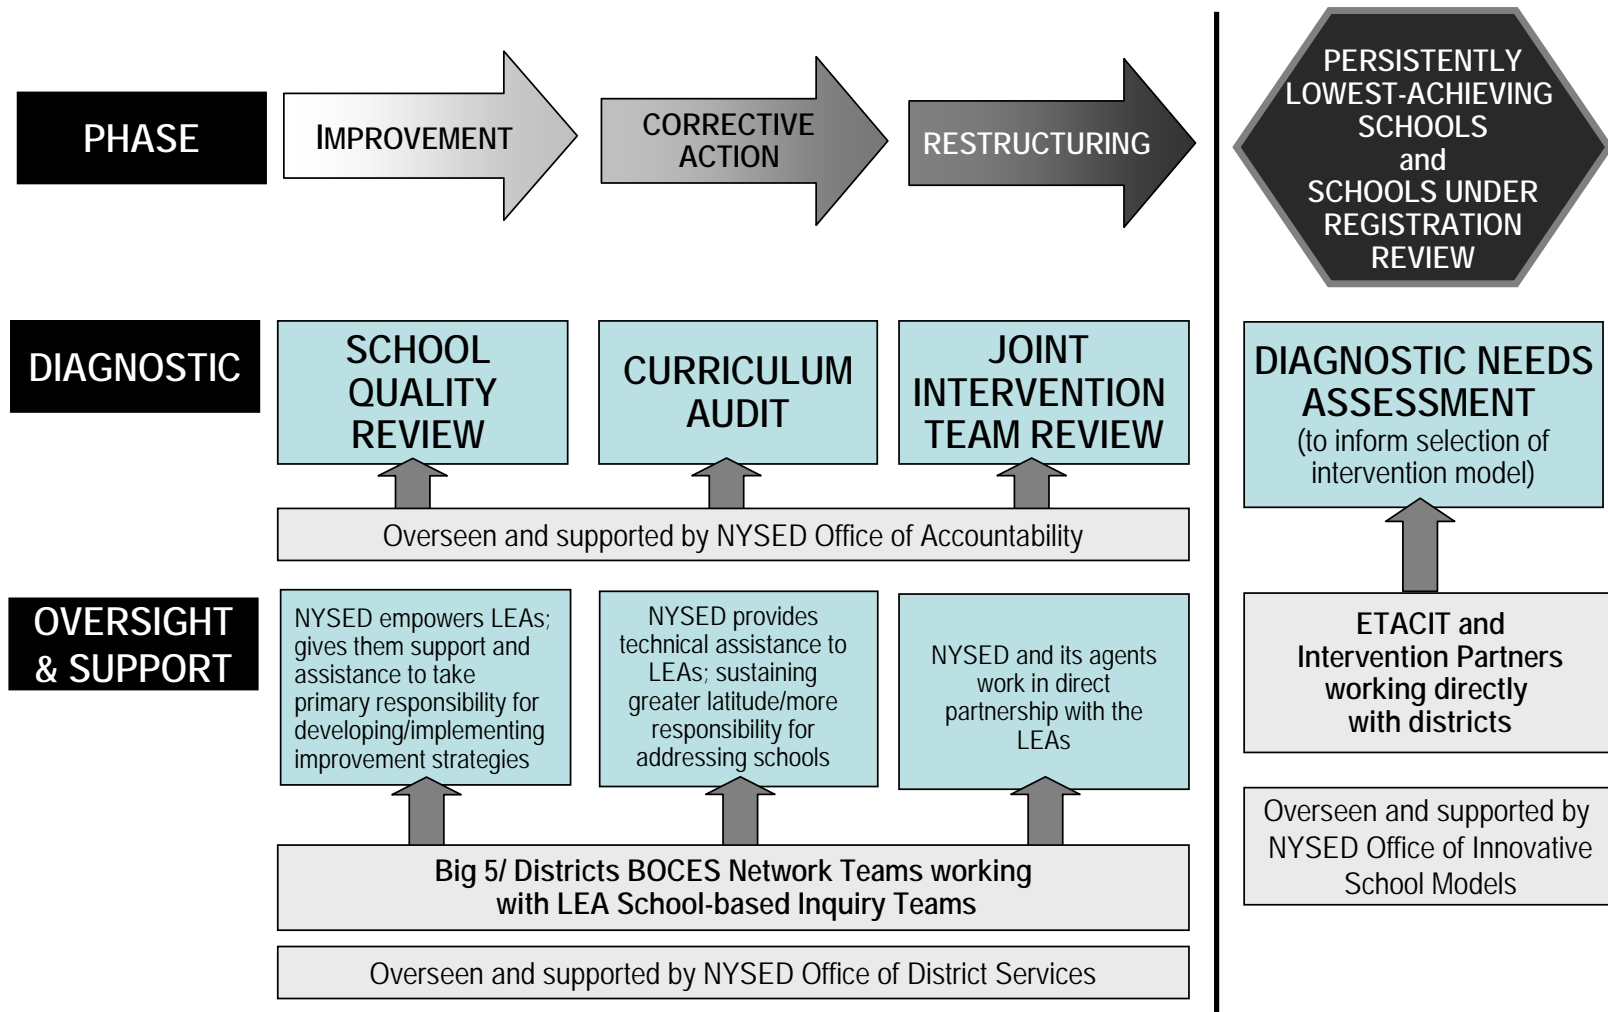 PHASE
IMPROVEMENT
CORRECTIVE
ACTION
RESTRUCTURING
PERSISTENTLY
LOWEST-ACHIEVING
SCHOOLS
and
SCHOOLS UNDER
REGISTRATION
REVIEW
DIAGNOSTIC
SCHOOL
QUALITY
REVIEW
CURRICULUM
AUDIT
JOINT
INTERVENTION
TEAM REVIEW
DIAGNOSTIC NEEDS
ASSESSMENT
(to inform selection of
intervention model)
Overseen and supported by NYSED Office of Accountability
OVERSIGHT
& SUPPORT
NYSED empowers LEAs;
gives them support and
assistance to take
primary responsibility for
developing/implementing
improvement strategies
NYSED provides
technical assistance to
LEAs; sustaining
greater latitude/more
responsibility for
addressing schools
NYSED and its agents
work in direct
partnership with the
LEAs
ETACIT and
Intervention Partners
working directly
with districts
Big 5/ Districts BOCES Network Teams working
with LEA School-based Inquiry Teams
Overseen and supported by
NYSED Office of Innovative
School Models
Overseen and supported by NYSED Office of District Services